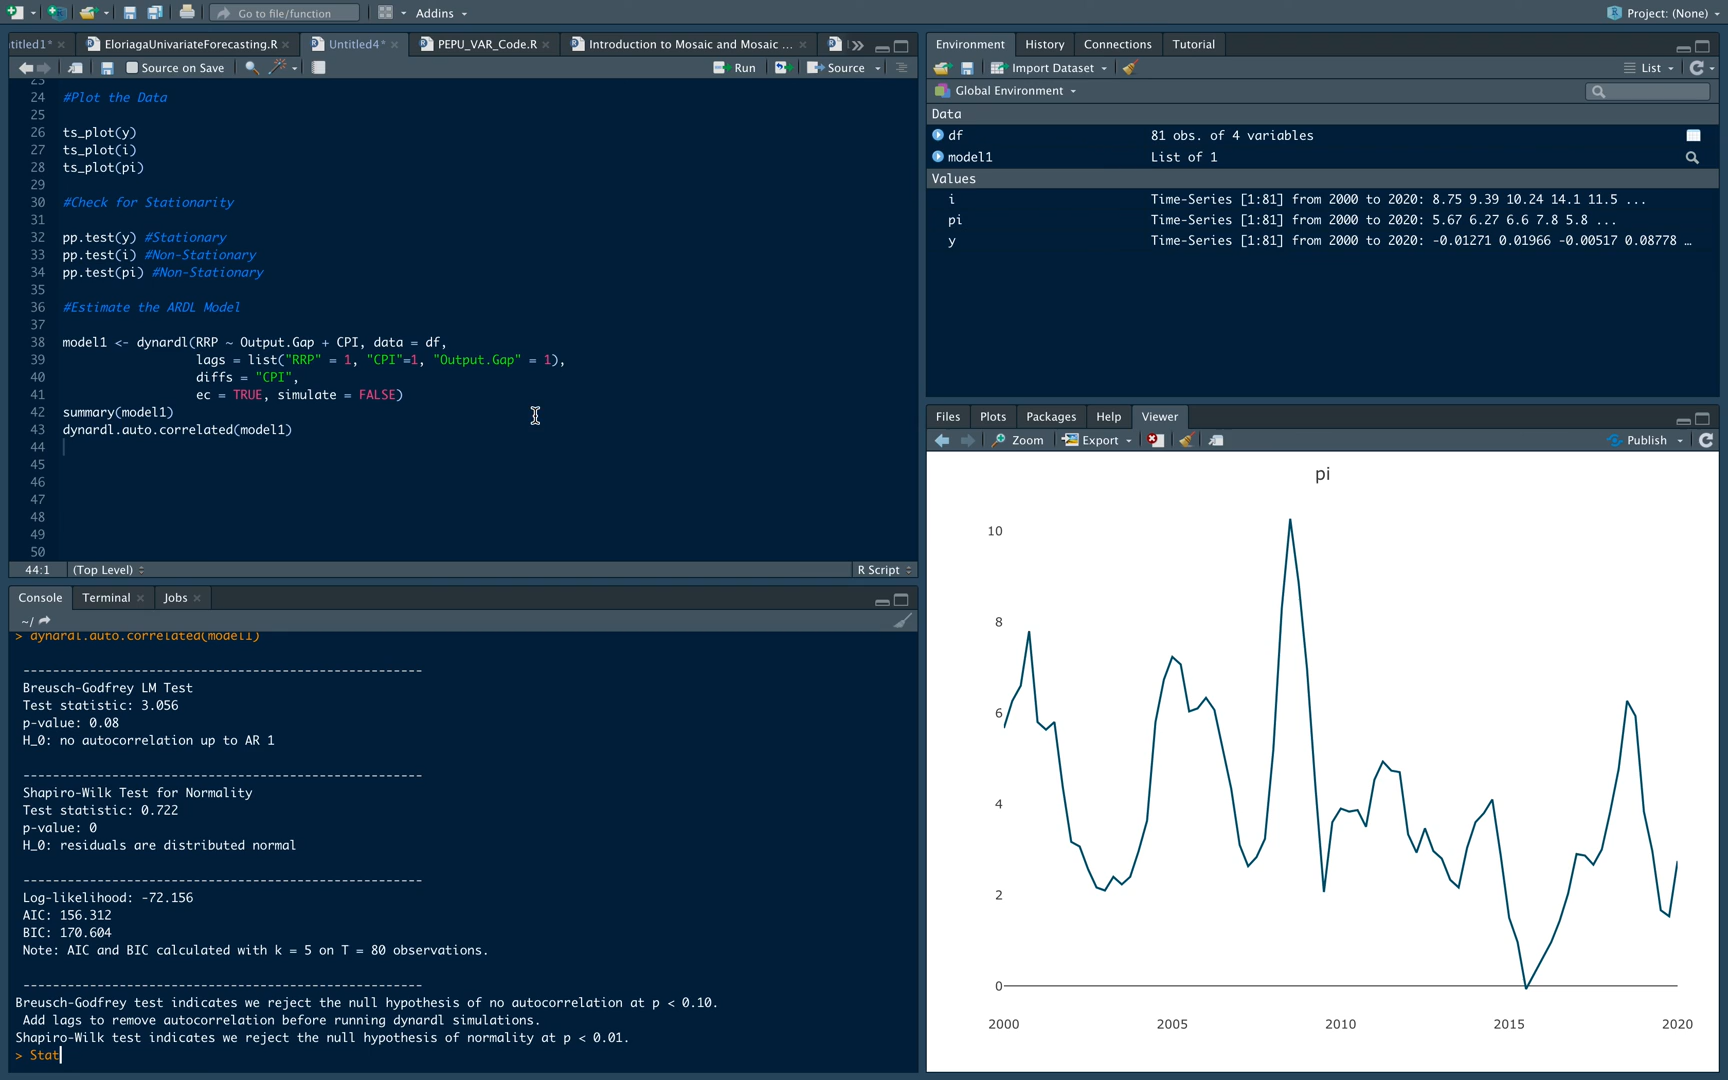 Go to file/function
Addins
Project: (None)
ntitled1*
EloriagaUnivariateForecasting.R
Untitled4*
PEPU_VAR_Code.R
Introduction to Mosaic and Mosaic ...
Source on Save
Run
Source
23
24 #Plot the Data
25
26 ts_plot(y)
27 ts_plot(i)
28 ts_plot(pi)
29
30 #Check for Stationarity
31
32 pp.test(y) #Stationary
33 pp.test(i) #Non-Stationary
34 pp.test(pi) #Non-Stationary
35
36 #Estimate the ARDL Model
37
38 model1 <- dynardl(RRP ~ Output.Gap + CPI, data = df,
39 lags = list("RRP" = 1, "CPI"=1, "Output.Gap" = 1),
40 diffs = "CPI",
41 ec = TRUE, simulate = FALSE)
42 summary(model1)
43 dynardl.auto.correlated(model1)
44
45
46
47
48
49
50
44:1 (Top Level) R Script
Console Terminal Jobs
~/
> dynardl.auto.correlated(model1)
------------------------------------------------------
Breusch-Godfrey LM Test
Test statistic: 3.056
p-value: 0.08
H_0: no autocorrelation up to AR 1
------------------------------------------------------
Shapiro-Wilk Test for Normality
Test statistic: 0.722
p-value: 0
H_0: residuals are distributed normal
------------------------------------------------------
Log-likelihood: -72.156
AIC: 156.312
BIC: 170.604
Note: AIC and BIC calculated with k = 5 on T = 80 observations.
------------------------------------------------------
Breusch-Godfrey test indicates we reject the null hypothesis of no autocorrelation at p < 0.10.
Add lags to remove autocorrelation before running dynardl simulations.
Shapiro-Wilk test indicates we reject the null hypothesis of normality at p < 0.01.
> Stat
Environment History Connections Tutorial
Import Dataset
List
Global Environment
Data
df 81 obs. of 4 variables
model1 List of 1
Values
i Time-Series [1:81] from 2000 to 2020: 8.75 9.39 10.24 14.1 11.5 ...
pi Time-Series [1:81] from 2000 to 2020: 5.67 6.27 6.6 7.8 5.8 ...
y Time-Series [1:81] from 2000 to 2020: -0.01271 0.01966 -0.00517 0.08778 …
Files Plots Packages Help Viewer
Zoom Export Publish
pi
10
8
6
4
2
0
2000 2005 2010 2015 2020